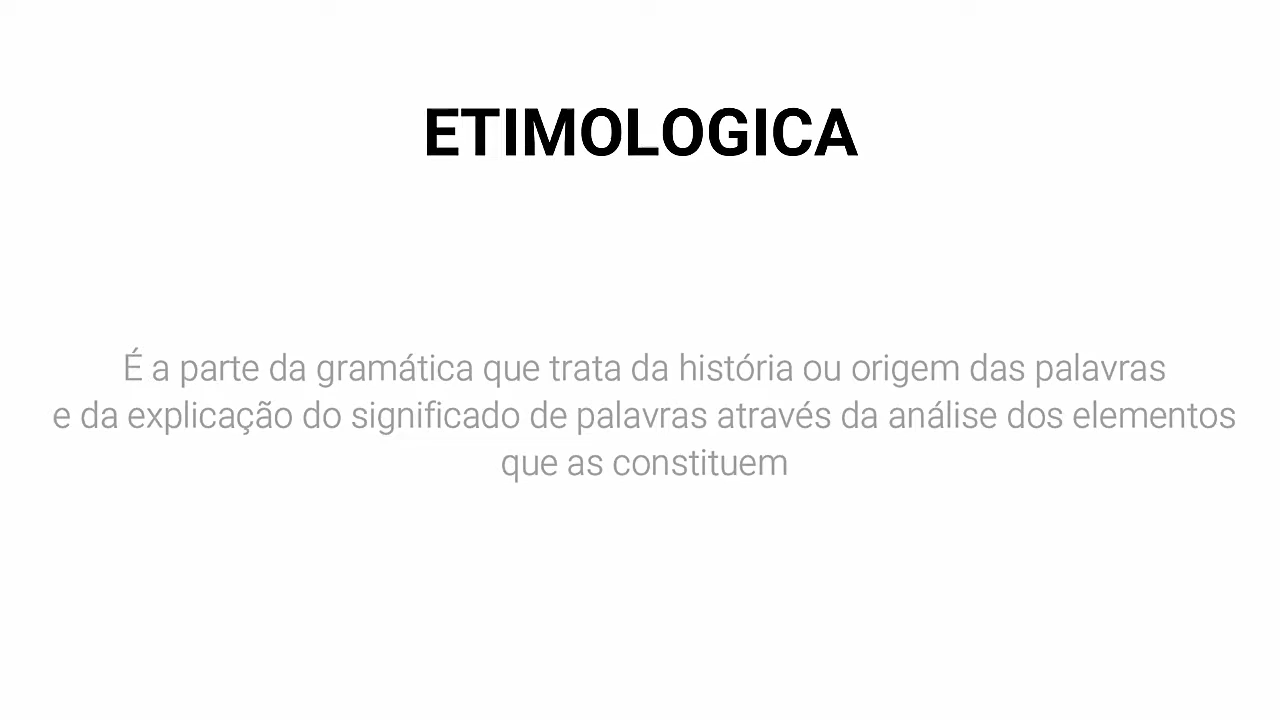 ETIMOLOGICA
É a parte da gramática que trata da história ou origem das palavras
e da explicação do significado de palavras através da análise dos elementos
que as constituem